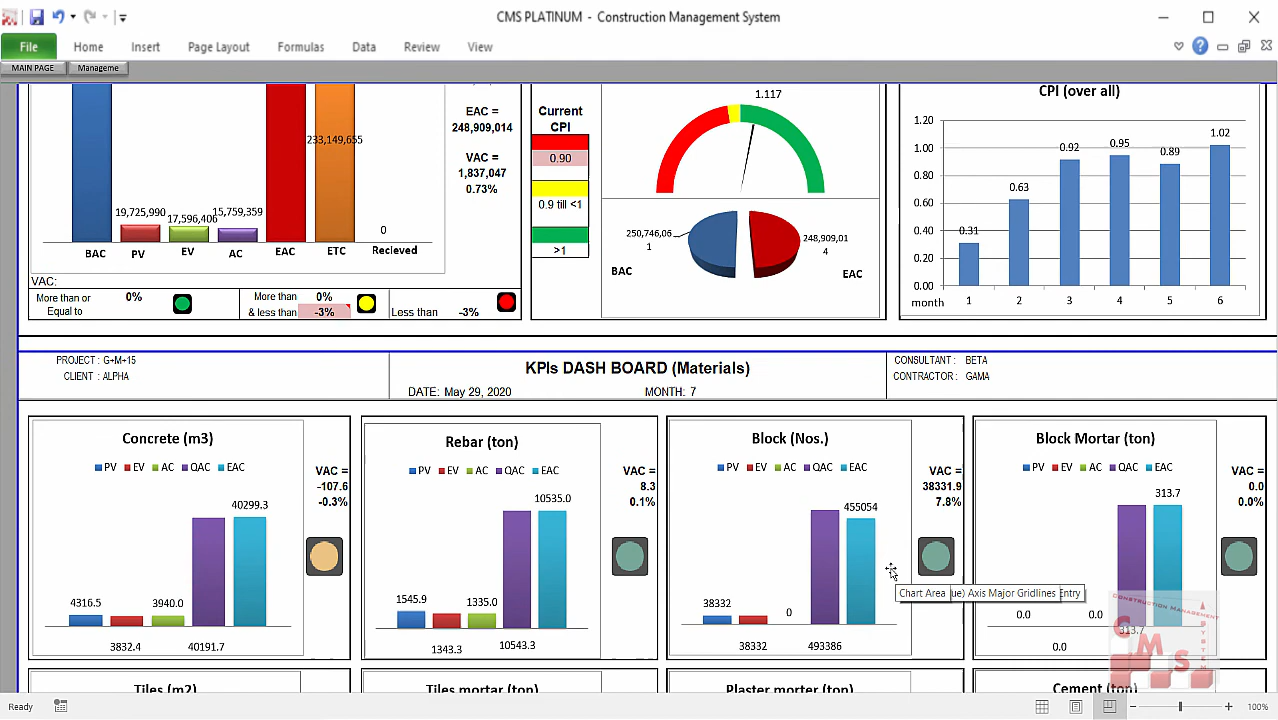 CMS PLATINUM - Construction Management System
File Home Insert Page Layout Formulas Data Review View
MAIN PAGE Manageme
EAC =
248,909,014
VAC =
1,837,047
0.73%
233,149,655
19,725,990 17,596,406 15,759,359 0
BAC PV EV AC EAC ETC Recieved
VAC:
More than or
Equal to
0%
More than
& less than
0%
-3%
Less than -3%
Current
CPI
0.90
0.9 till <1
>1
1.117
250,746,06
1
BAC
248,909,01
4
EAC
CPI (over all)
1.20
1.00
0.80
0.60
0.40
0.20
0.00
0.31 0.63 0.92 0.95 0.89 1.02
month 1 2 3 4 5 6
PROJECT : G+M+15
CLIENT : ALPHA
KPIs DASH BOARD (Materials)
DATE: May 29, 2020 MONTH: 7
CONSULTANT : BETA
CONTRACTOR : GAMA
Concrete (m3)
PV EV AC QAC EAC
VAC =
-107.6
-0.3%
40299.3
4316.5 3940.0
3832.4 40191.7
Rebar (ton)
PV EV AC QAC EAC
VAC =
8.3
0.1%
10535.0
1545.9 1335.0
1343.3 10543.3
Block (Nos.)
PV EV AC QAC EAC
VAC =
38331.9
7.8%
455054
38332 0
38332 493386
Chart Area ue) Axis Major Gridlines Entry
Block Mortar (ton)
PV EV AC QAC EAC
VAC =
0.0
0.0%
313.7
0.0 0.0
313.7
0.0
CONSTRUCTION MANAGEMENT
SYSTEM
CMS
Tiles (m2)
Tiles mortar (ton)
Plaster morter (ton)
Cement (ton)
Ready
100%